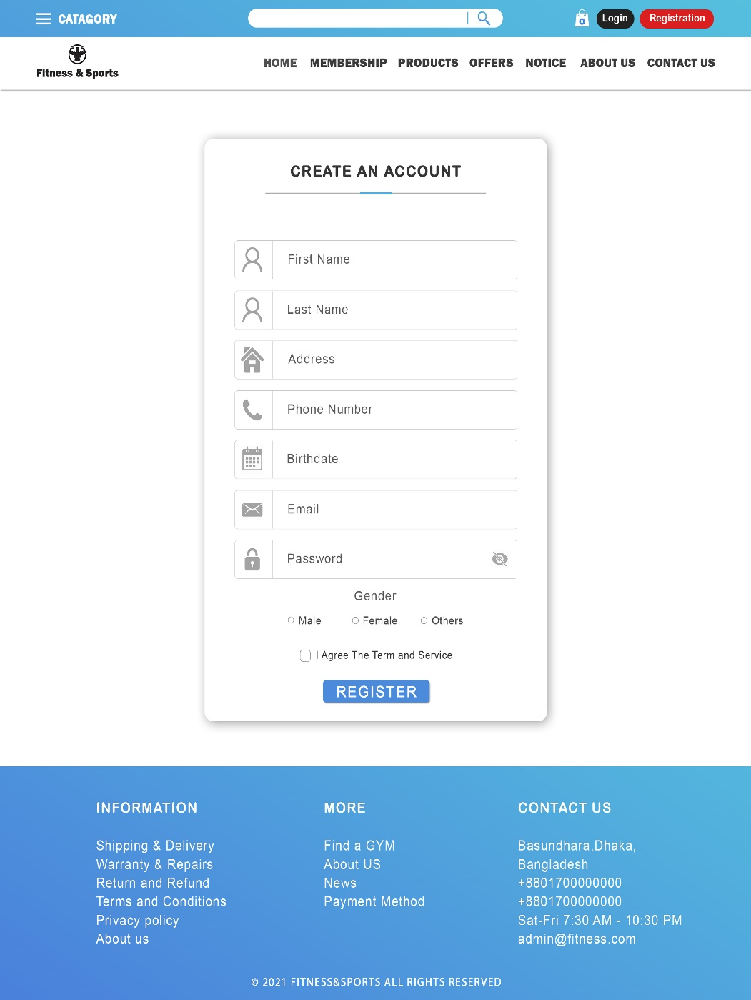 CATAGORY
0
Login
Registration
Fitness & Sports
HOME MEMBERSHIP PRODUCTS OFFERS NOTICE ABOUT US CONTACT US
CREATE AN ACCOUNT
First Name
Last Name
Address
Phone Number
Birthdate
Email
Password
Gender
Male Female Others
I Agree The Term and Service
REGISTER
INFORMATION
Shipping & Delivery
Warranty & Repairs
Return and Refund
Terms and Conditions
Privacy policy
About us
MORE
Find a GYM
About US
News
Payment Method
CONTACT US
Basundhara,Dhaka,
Bangladesh
+8801700000000
+8801700000000
Sat-Fri 7:30 AM - 10:30 PM
admin@fitness.com
© 2021 FITNESS&SPORTS ALL RIGHTS RESERVED